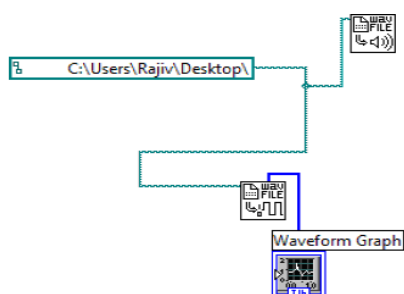 WAV
FILE
C:\Users\Rajiv\Desktop\
WAV
FILE
Waveform Graph